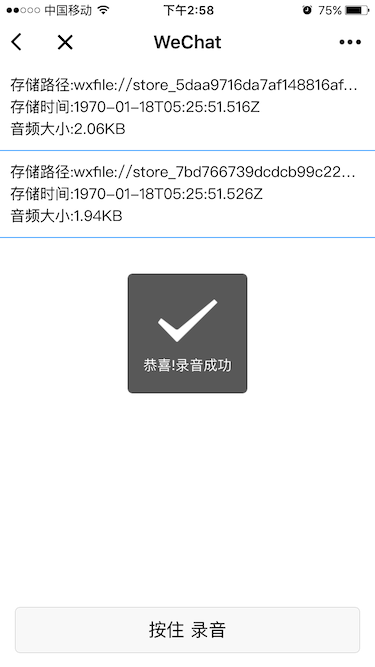 中国移动 下午2:58 75%
WeChat
存储路径:wxfile://store_5daa9716da7af148816af...
存储时间:1970-01-18T05:25:51.516Z
音频大小:2.06KB
存储路径:wxfile://store_7bd766739dcdcb99c22...
存储时间:1970-01-18T05:25:51.526Z
音频大小:1.94KB
恭喜!录音成功
按住 录音